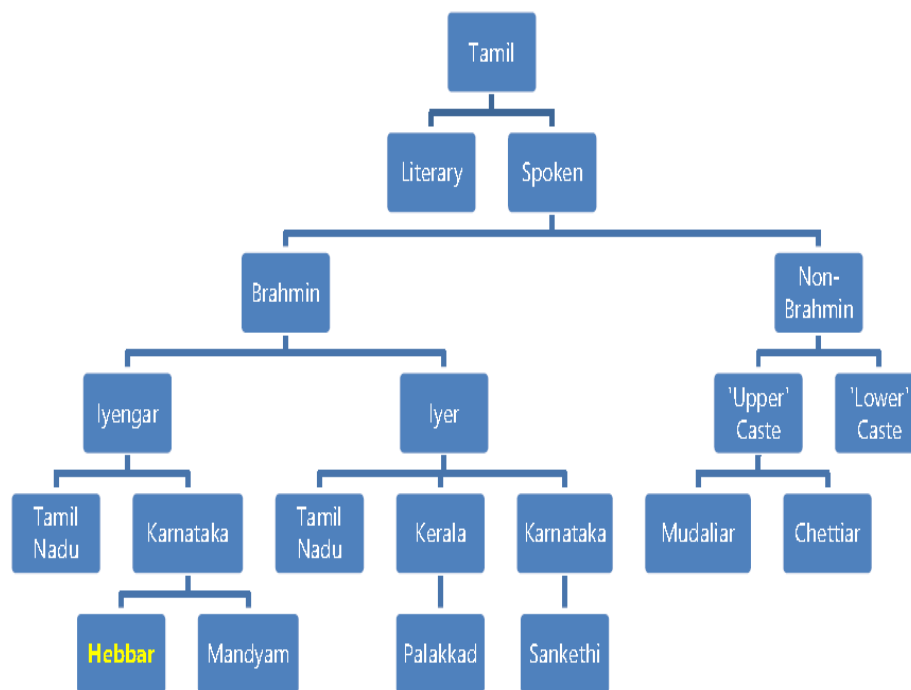 Tamil
Literary
Spoken
Brahmin
Non-
Brahmin
Iyengar
Iyer
'Upper'
Caste
'Lower'
Caste
Tamil
Nadu
Karnataka
Tamil
Nadu
Kerala
Karnataka
Mudaliar
Chettiar
Hebbar
Mandyam
Palakkad
Sankethi